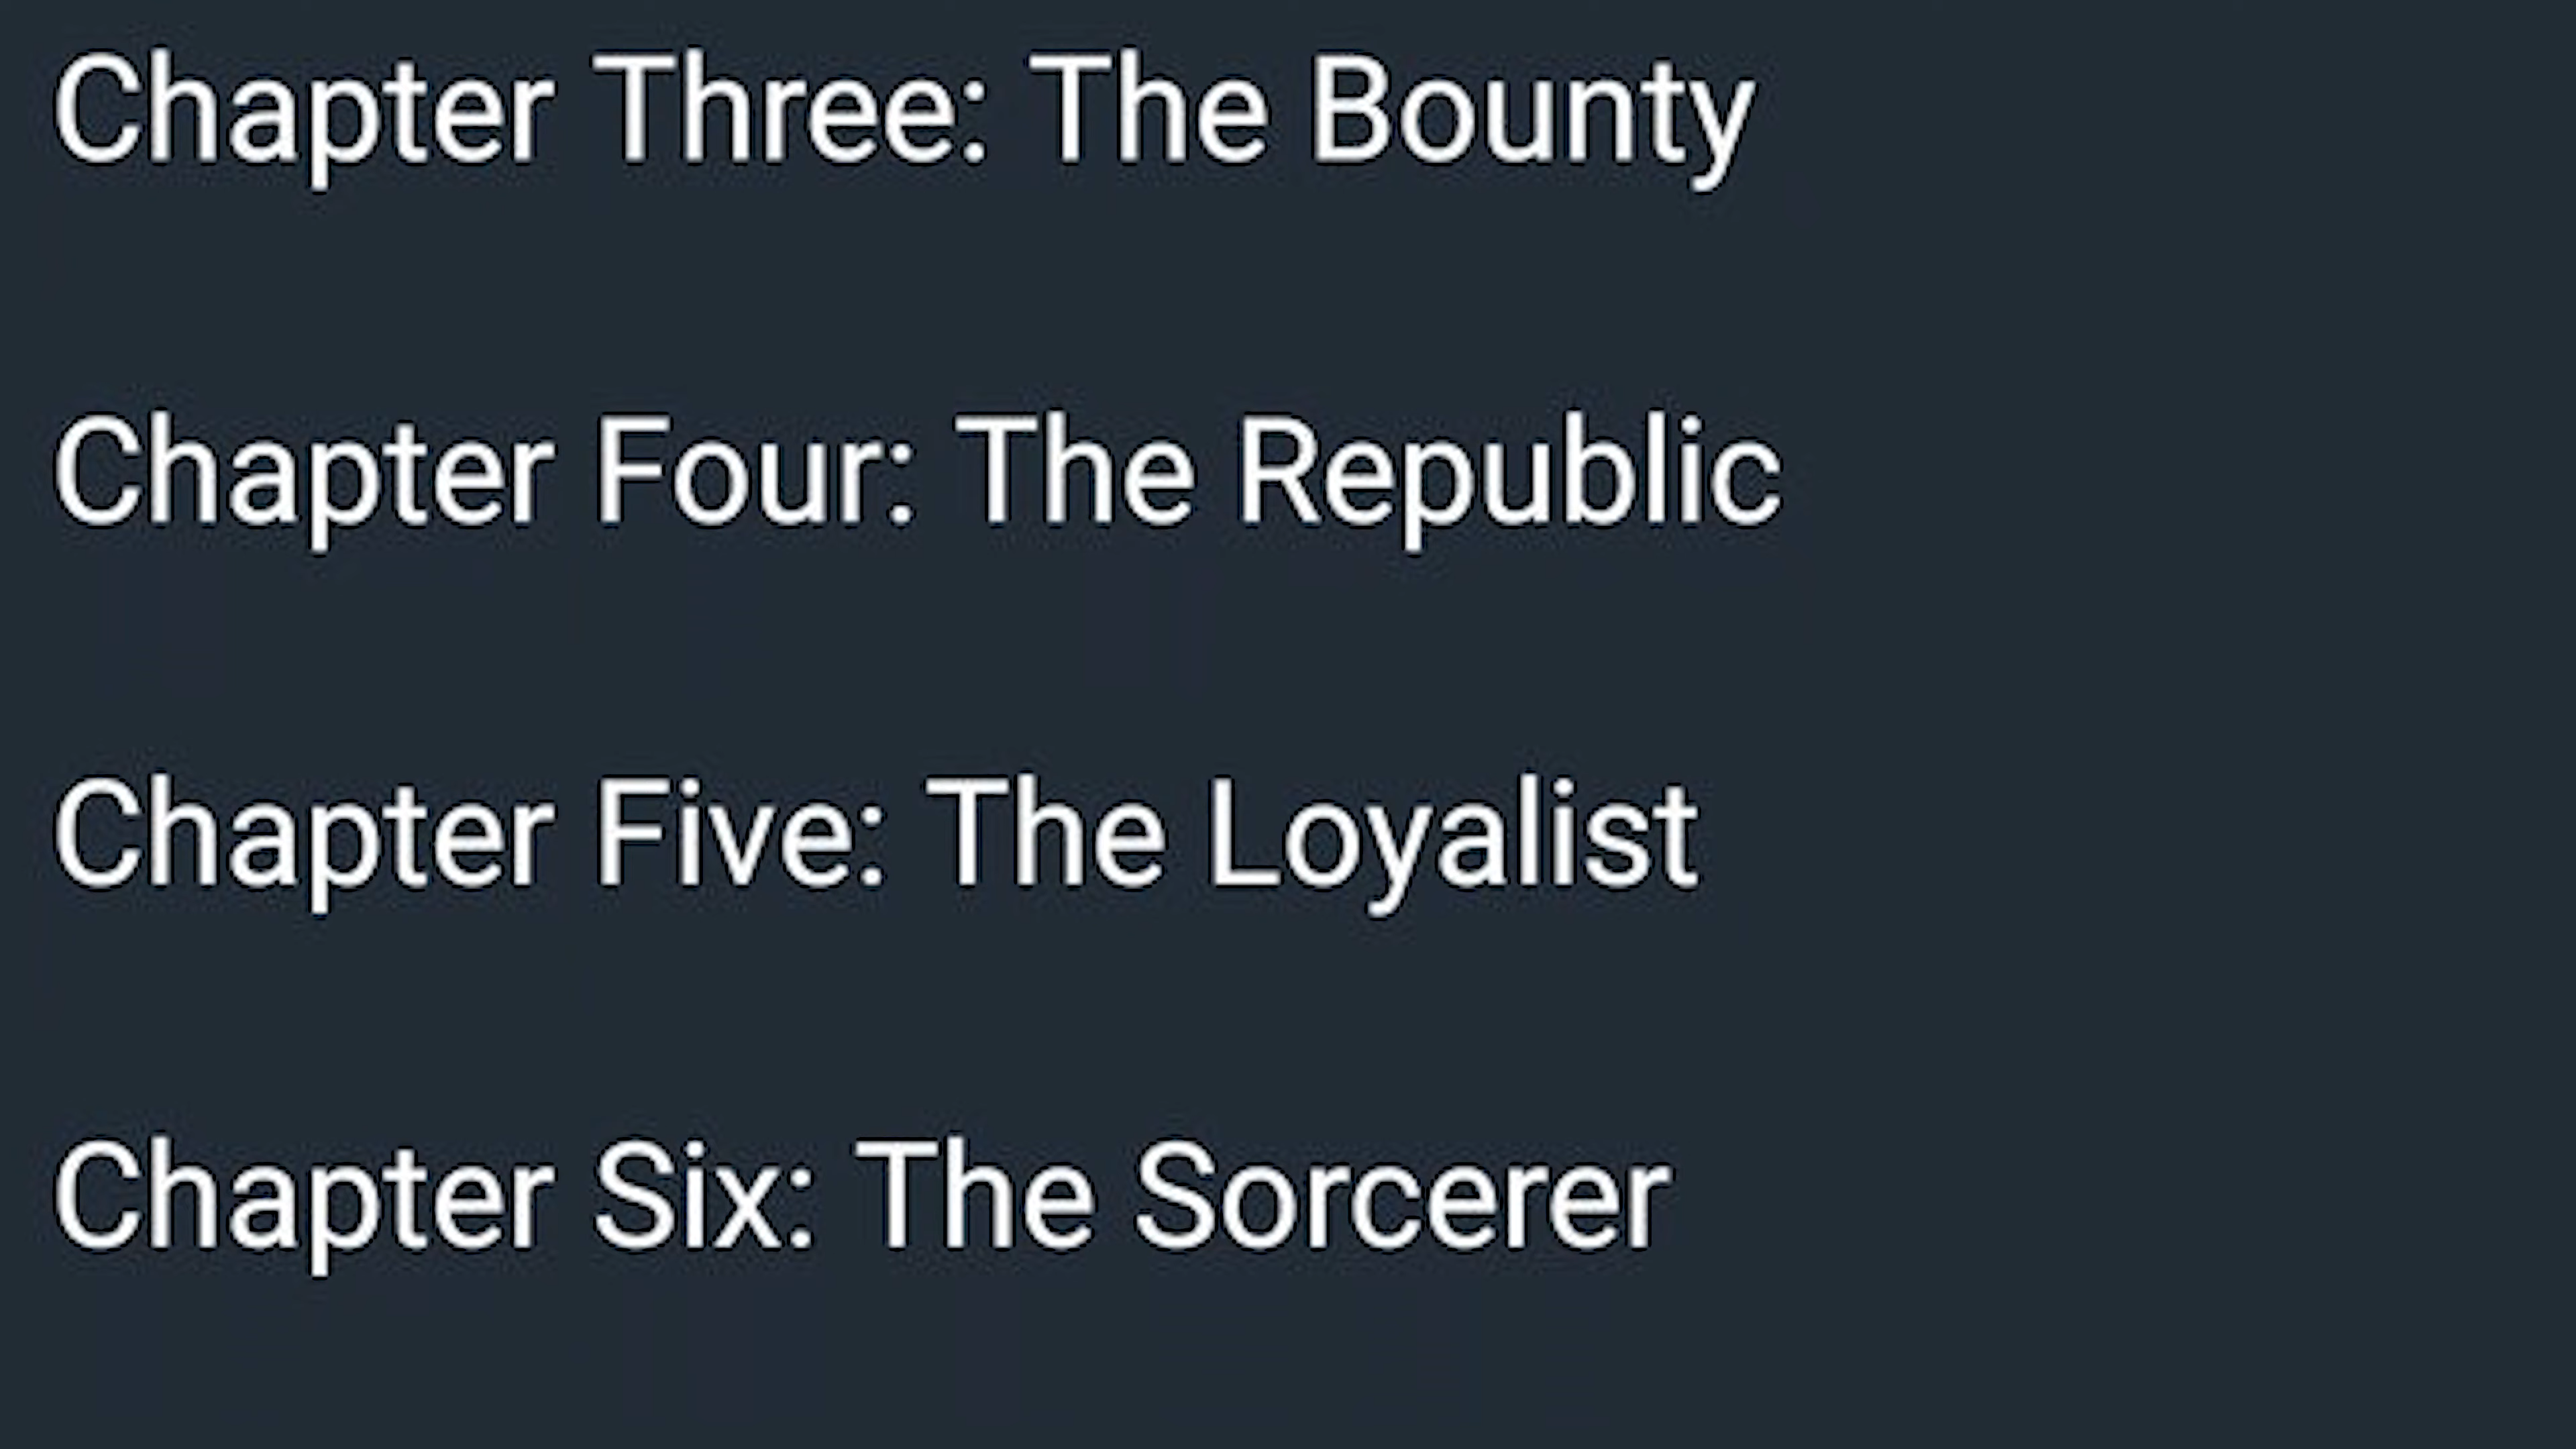 Chapter Three: The Bounty
Chapter Four: The Republic
Chapter Five: The Loyalist
Chapter Six: The Sorcerer